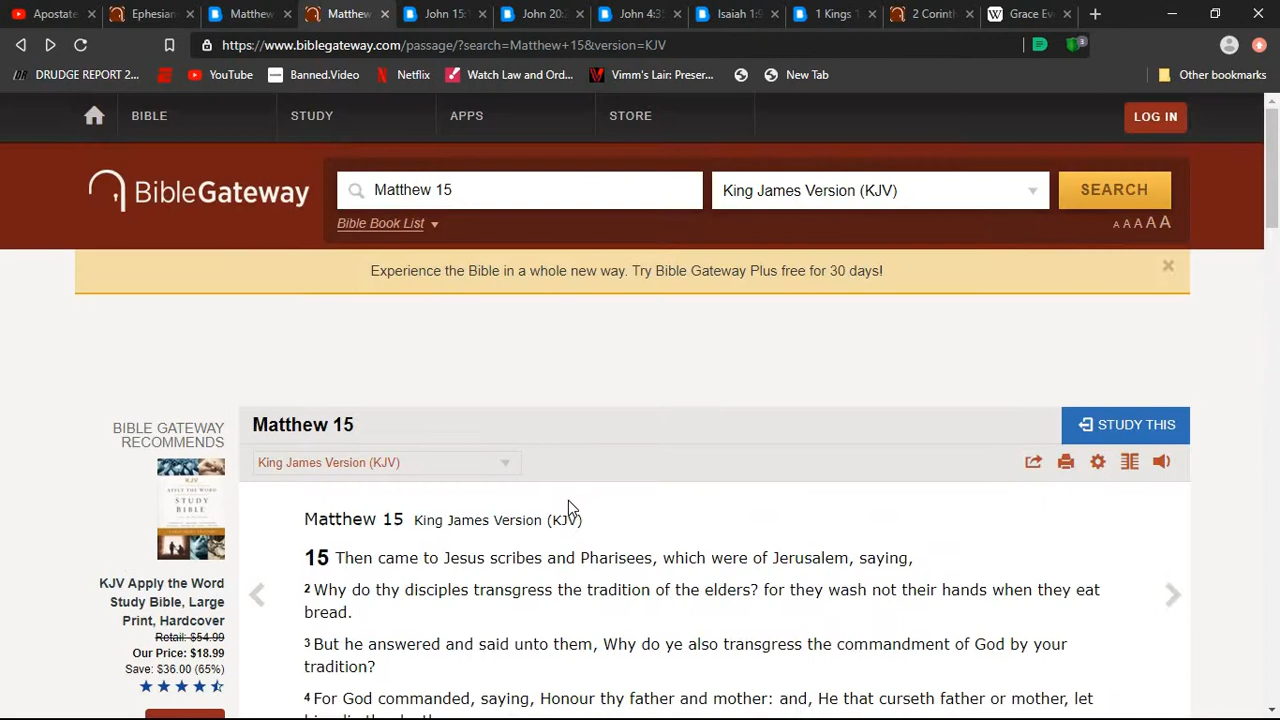 Apostate
Ephesian
Matthew
Matthew
John 15:
John 20:
John 4:3
Isaiah 1:
1 Kings
2 Corinth
Grace Ev
https://www.biblegateway.com/passage/?search=Matthew+15&version=KJV
3
DRUDGE REPORT 2...
YouTube
Banned.Video
Netflix
Watch Law and Ord...
Vimm's Lair: Preser...
New Tab
Other bookmarks
BIBLE
STUDY
APPS
STORE
LOG IN
BibleGateway
Matthew 15
King James Version (KJV)
SEARCH
Bible Book List
A A A A A
Experience the Bible in a whole new way. Try Bible Gateway Plus free for 30 days!
BIBLE GATEWAY
RECOMMENDS
KJV
APPLY THE WORD
STUDY
BIBLE
KJV Apply the Word
Study Bible, Large
Print, Hardcover
Retail: $54.99
Our Price: $18.99
Save: $36.00 (65%)
Matthew 15
STUDY THIS
King James Version (KJV)
Matthew 15 King James Version (KJV)
15 Then came to Jesus scribes and Pharisees, which were of Jerusalem, saying,
2 Why do thy disciples transgress the tradition of the elders? for they wash not their hands when they eat
bread.
3 But he answered and said unto them, Why do ye also transgress the commandment of God by your
tradition?
4 For God commanded, saying, Honour thy father and mother: and, He that curseth father or mother, let